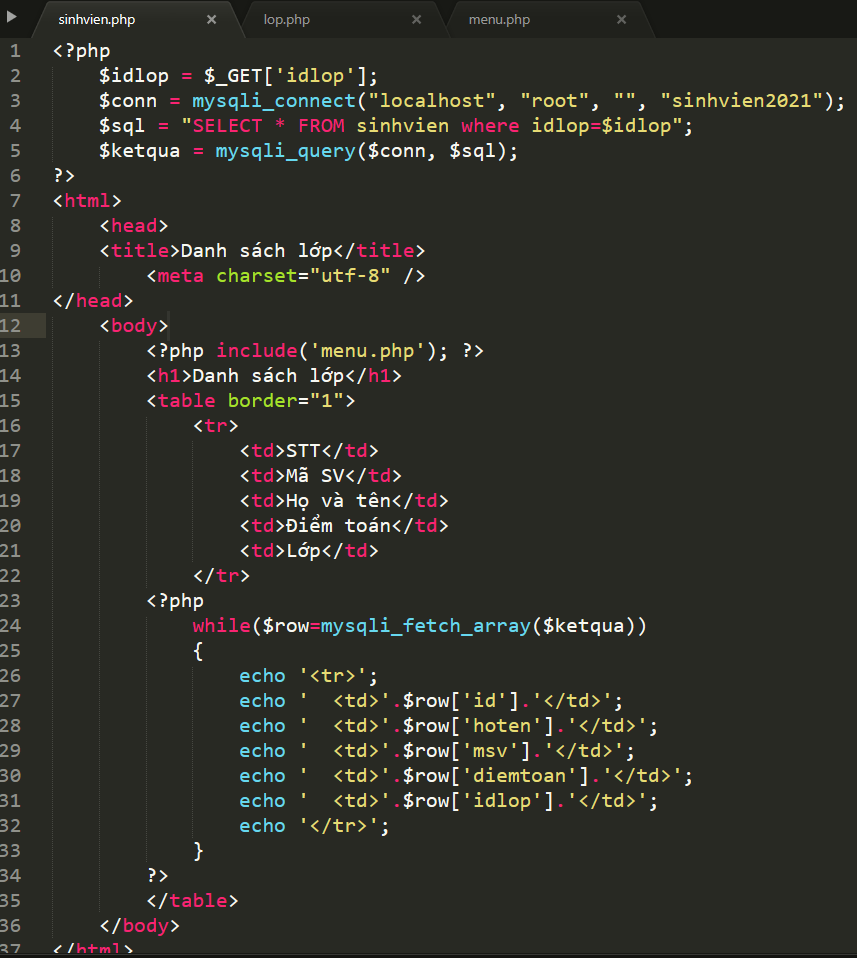 sinhvien.php × lop.php × menu.php ×
1 <?php
2     $idlop = $_GET['idlop'];
3     $conn = mysqli_connect("localhost", "root", "", "sinhvien2021");
4     $sql = "SELECT * FROM sinhvien where idlop=$idlop";
5     $ketqua = mysqli_query($conn, $sql);
6 ?>
7 <html>
8     <head>
9     <title>Danh sách lớp</title>
10         <meta charset="utf-8" />
11 </head>
12     <body>
13         <?php include('menu.php'); ?>
14         <h1>Danh sách lớp</h1>
15         <table border="1">
16             <tr>
17                 <td>STT</td>
18                 <td>Mã SV</td>
19                 <td>Họ và tên</td>
20                 <td>Điểm toán</td>
21                 <td>Lớp</td>
22             </tr>
23         <?php
24             while($row=mysqli_fetch_array($ketqua))
25             {
26                 echo '<tr>';
27                 echo '  <td>'.$row['id'].'</td>';
28                 echo '  <td>'.$row['hoten'].'</td>';
29                 echo '  <td>'.$row['msv'].'</td>';
30                 echo '  <td>'.$row['diemtoan'].'</td>';
31                 echo '  <td>'.$row['idlop'].'</td>';
32                 echo '</tr>';
33             }
34         ?>
35         </table>
36     </body>
37 </html>